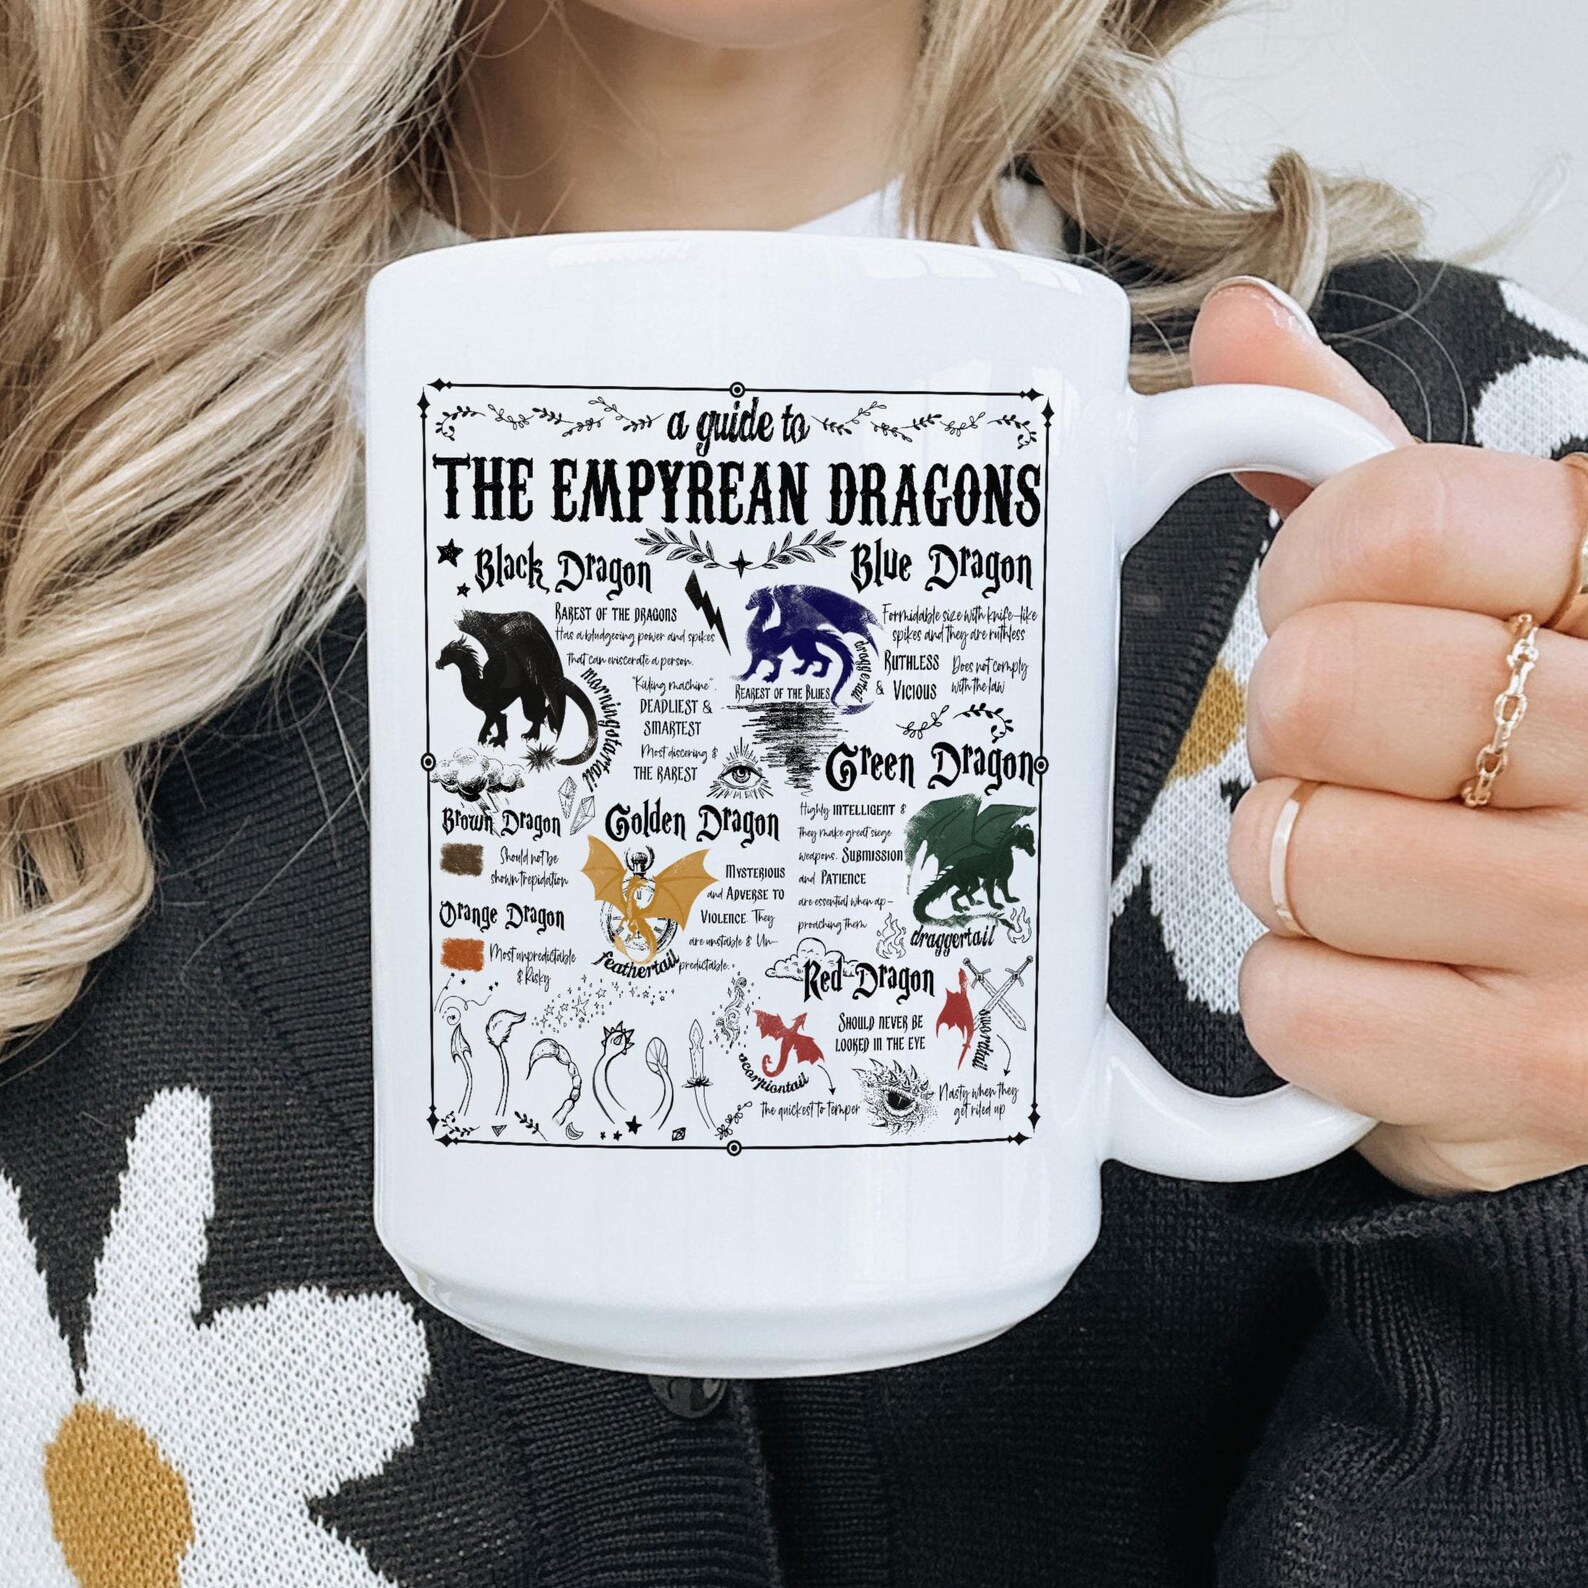 a guide to
THE EMPYREAN DRAGONS
Black Dragon
RAREST OF THE DRAGONS
Has a bludgeoing power and spikes
that can eviscerate a person.
"Killing machine".
DEADLIEST &
SMARTEST
Most discering &
THE RAREST
morningstartail
Blue Dragon
Formidable size with knife-like
spikes and they are ruthless
RUTHLESS
& VICIOUS
Does not comply
with the law
draggertail
REAREST OF THE BLUES
Green Dragon
Highly INTELLIGENT &
they make great siege
weapons. SUBMISSION
and PATIENCE
are essential when ap-
proaching them
draggertail
Brown Dragon
Should not be
shown trepidation
Orange Dragon
Most unpredictable
& Risky
Golden Dragon
MYSTERIOUS
and ADVERSE TO
VIOLENCE. THEY
are unstable & Un-
predictable.
feathertail
Red Dragon
SHOULD NEVER BE
LOOKED IN THE EYE
scorpiontail
the quickest to temper
swordtail
Nasty when they
get riled up